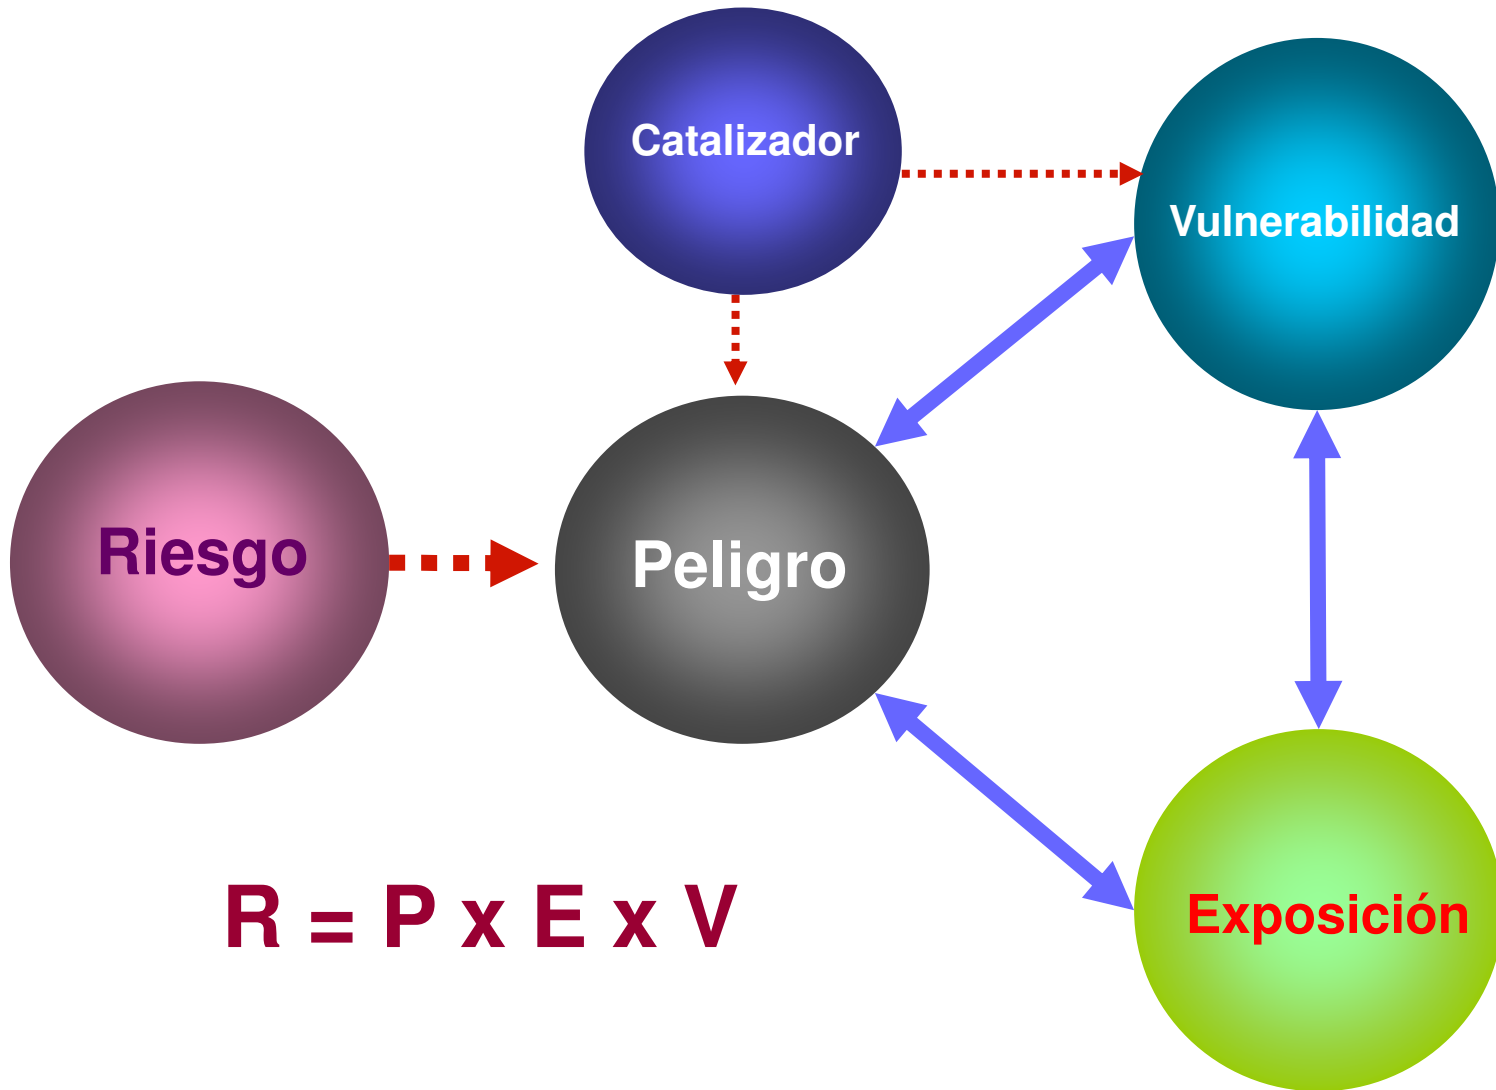 Catalizador
Vulnerabilidad
Riesgo
Peligro
Exposición
R = P x E x V